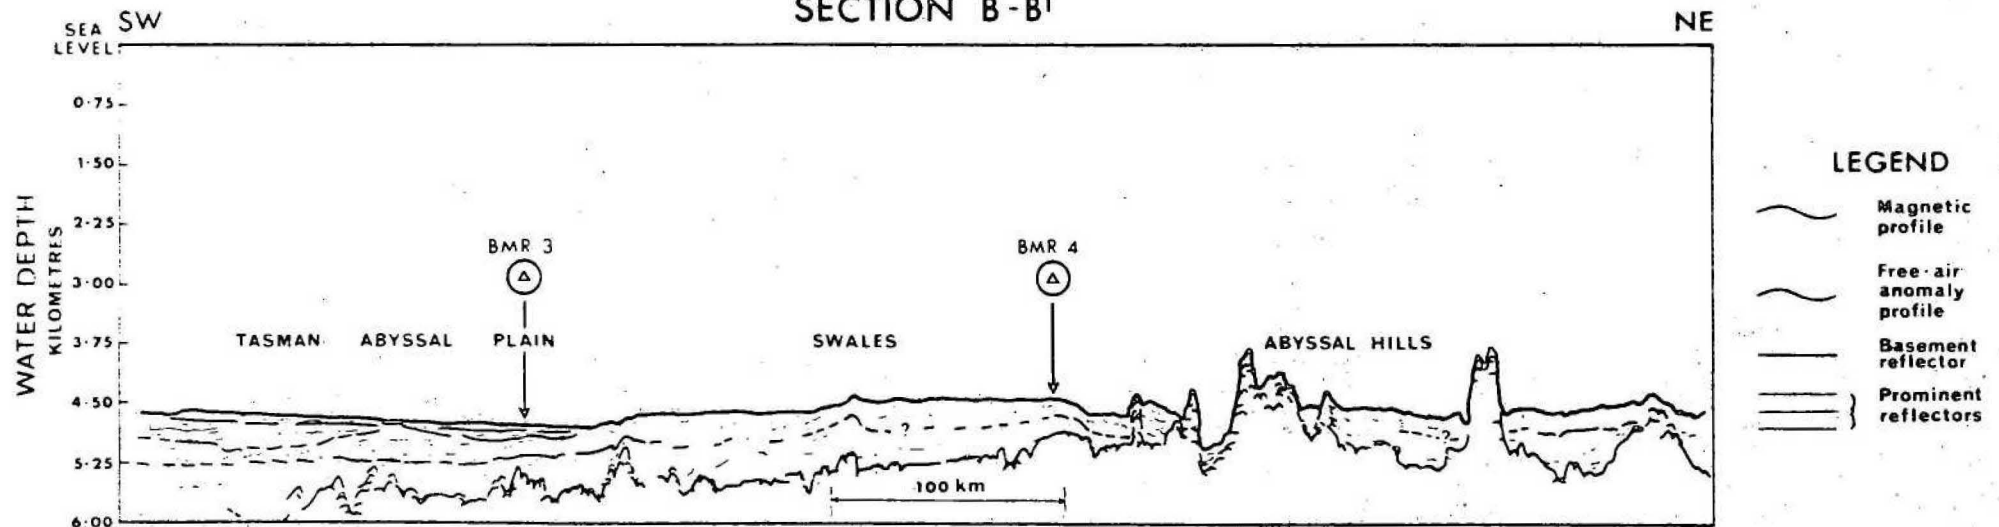 SECTION B-B'
SW
NE
SEA
LEVEL
0·75
1·50
2·25
3·00
3·75
4·50
5·25
6·00
WATER DEPTH
KILOMETRES
BMR 3
BMR 4
TASMAN ABYSSAL PLAIN
SWALES
ABYSSAL HILLS
?
?
100 km
LEGEND
Magnetic
profile
Free-air
anomaly
profile
Basement
reflector
Prominent
reflectors